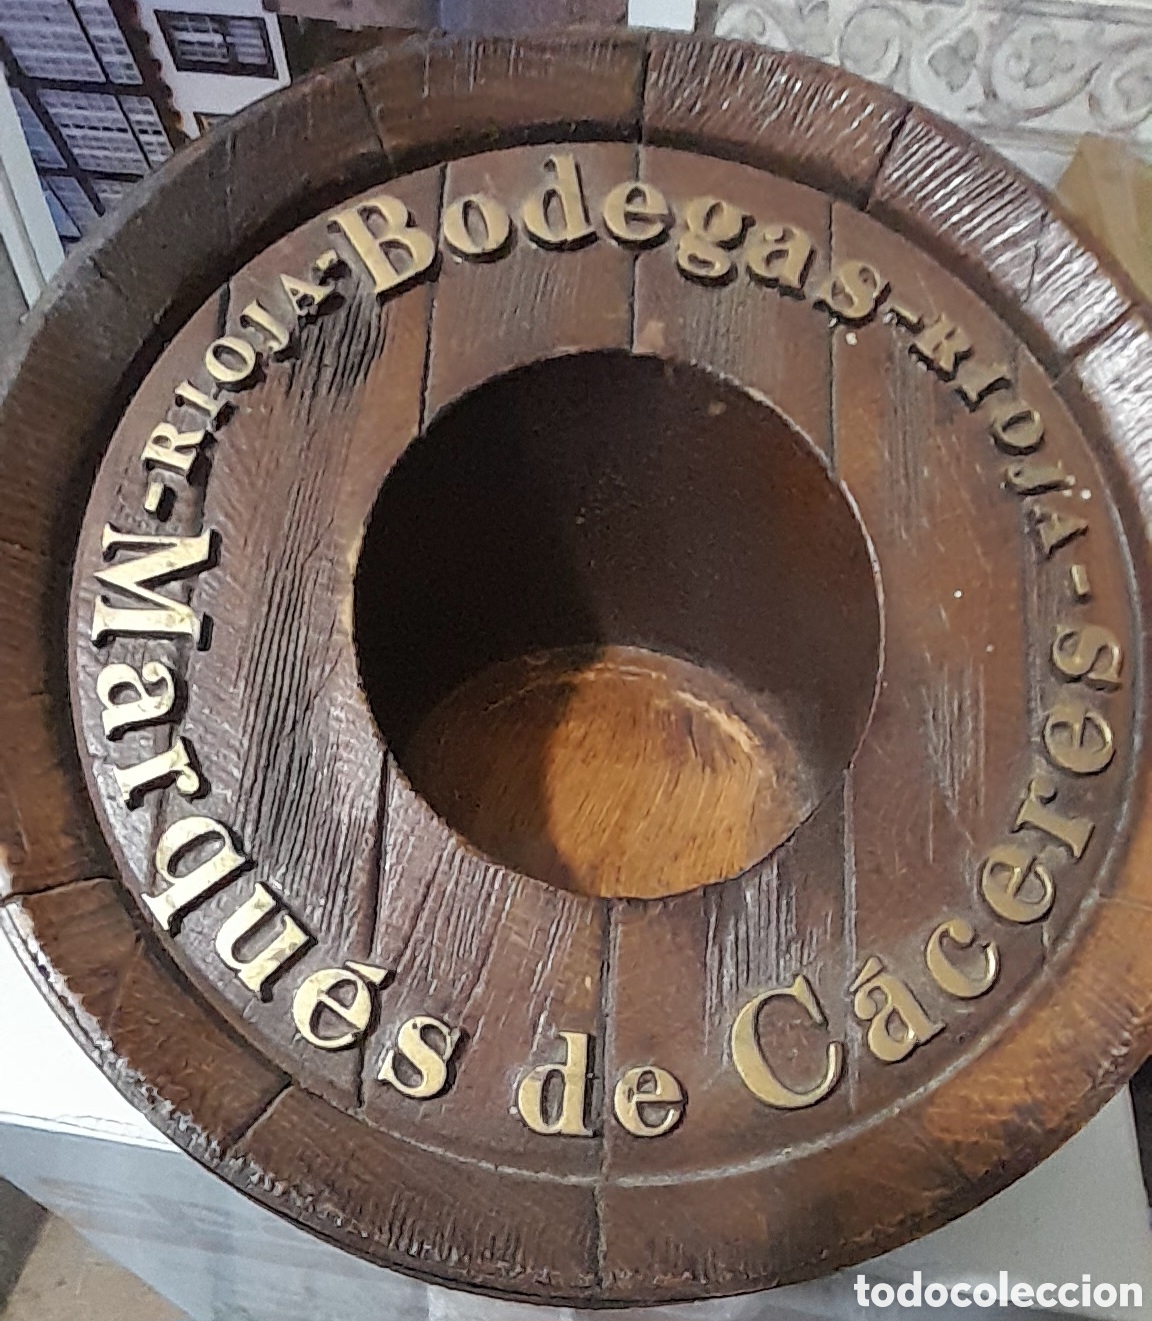 Bodegas
-RIOJA-
Marqués de Cáceres
-RIOJA-
todocoleccion